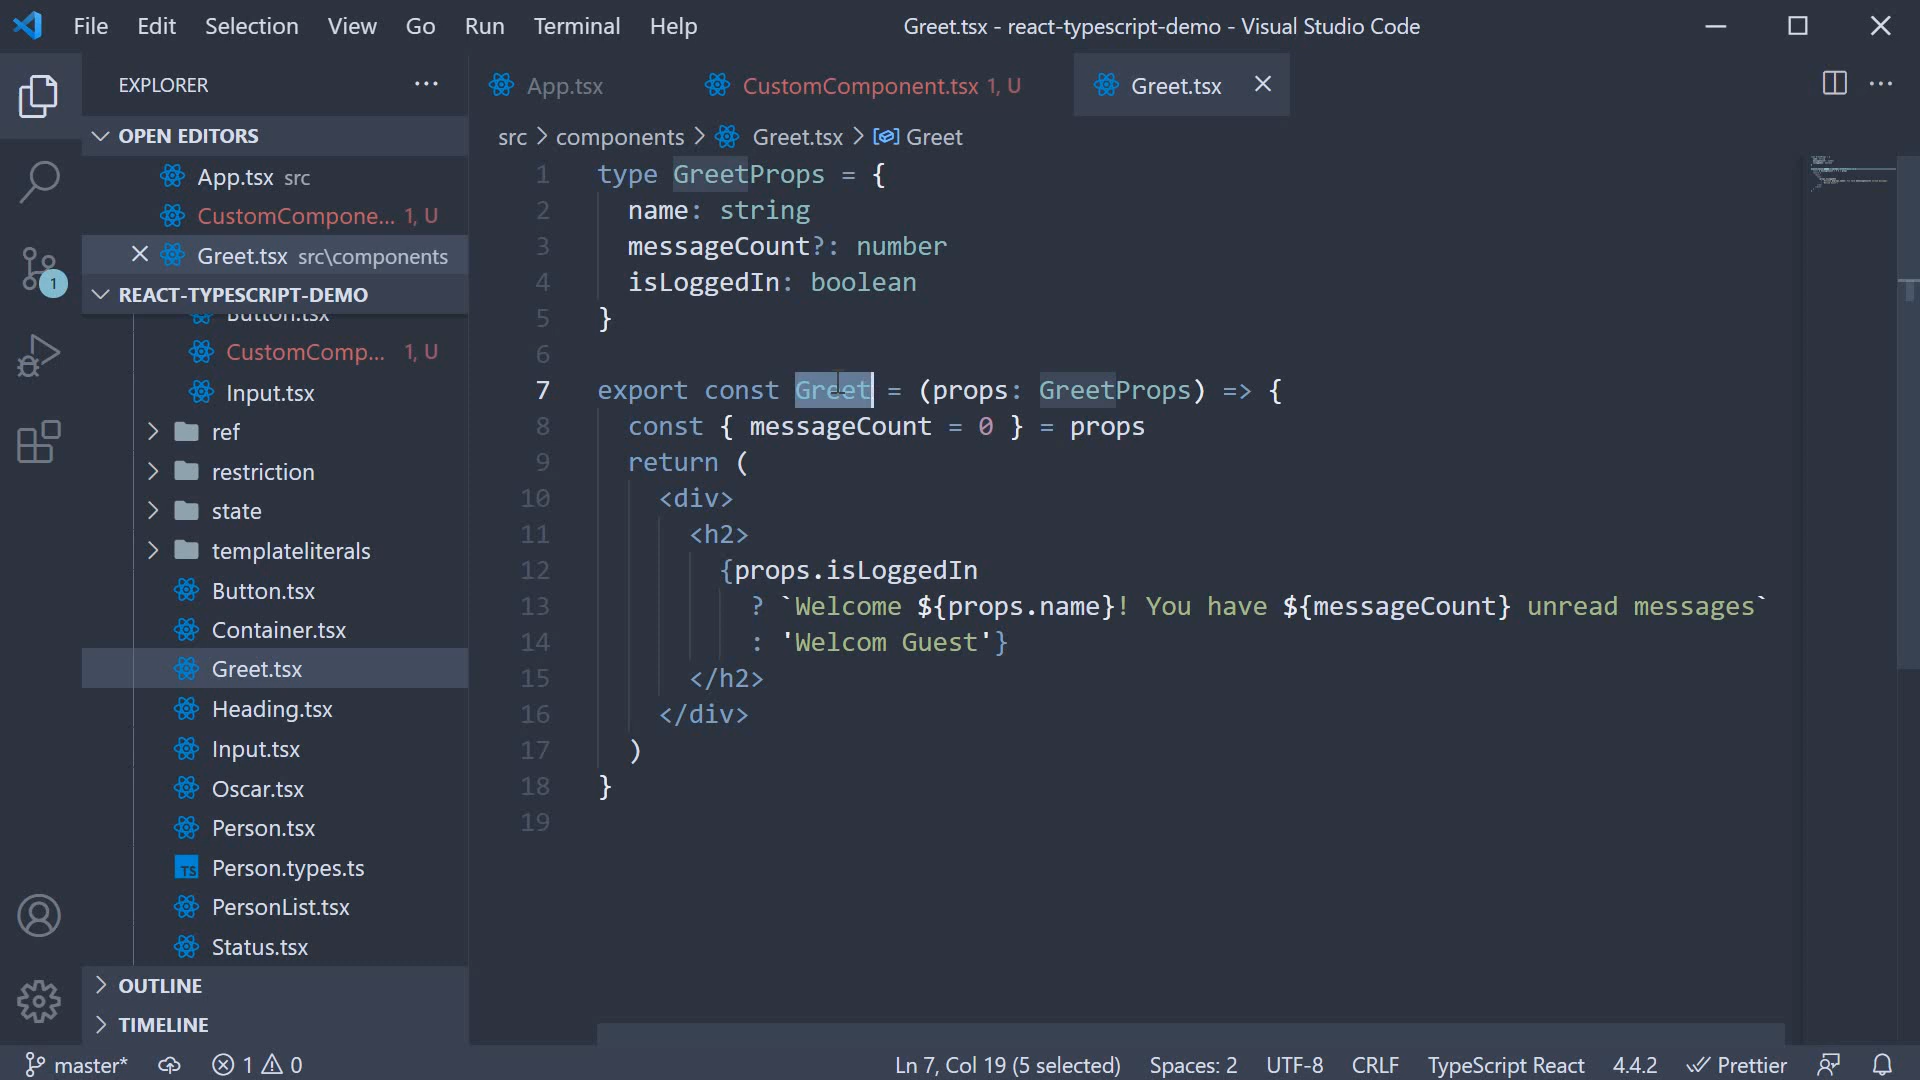 File Edit Selection View Go Run Terminal Help Greet.tsx - react-typescript-demo - Visual Studio Code
EXPLORER
OPEN EDITORS
App.tsx src
CustomCompone... 1, U
Greet.tsx src\components
REACT-TYPESCRIPT-DEMO
Button.tsx
CustomComp... 1, U
Input.tsx
ref
restriction
state
templateliterals
Button.tsx
Container.tsx
Greet.tsx
Heading.tsx
Input.tsx
Oscar.tsx
Person.tsx
TS Person.types.ts
PersonList.tsx
Status.tsx
OUTLINE
TIMELINE
1
App.tsx CustomComponent.tsx 1, U Greet.tsx
src > components > Greet.tsx > Greet
1 type GreetProps = {
2 name: string
3 messageCount?: number
4 isLoggedIn: boolean
5 }
6
7 export const Greet = (props: GreetProps) => {
8 const { messageCount = 0 } = props
9 return (
10 <div>
11 <h2>
12 {props.isLoggedIn
13 ? `Welcome ${props.name}! You have ${messageCount} unread messages`
14 : 'Welcom Guest'}
15 </h2>
16 </div>
17 )
18 }
19
master* 1 0 Ln 7, Col 19 (5 selected) Spaces: 2 UTF-8 CRLF TypeScript React 4.4.2 Prettier